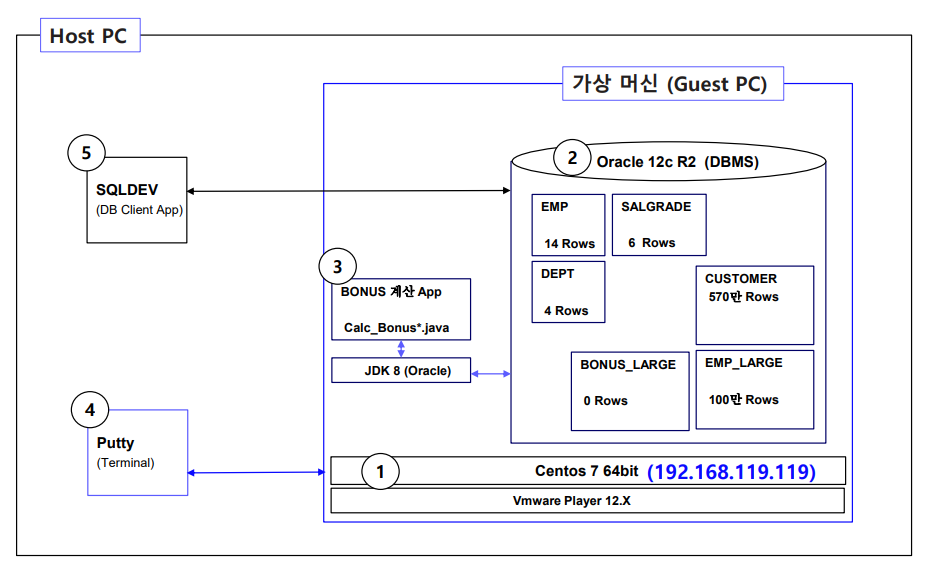 Host PC
가상 머신 (Guest PC)
5
SQLDEV
(DB Client App)
2
Oracle 12c R2 (DBMS)
EMP
14 Rows
SALGRADE
6 Rows
DEPT
4 Rows
CUSTOMER
570만 Rows
BONUS_LARGE
0 Rows
EMP_LARGE
100만 Rows
3
BONUS 계산 App
Calc_Bonus*.java
JDK 8 (Oracle)
4
Putty
(Terminal)
1
Centos 7 64bit (192.168.119.119)
Vmware Player 12.X